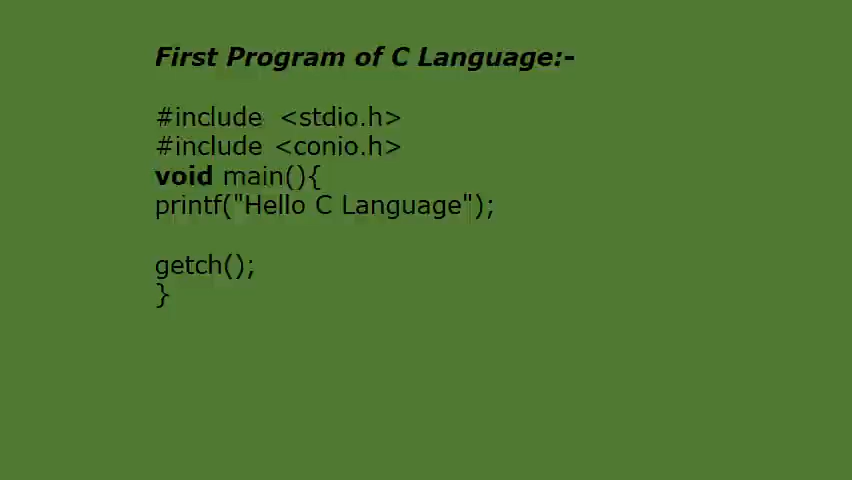 First Program of C Language:-
#include <stdio.h>
#include <conio.h>
void main(){
printf("Hello C Language");
getch();
}